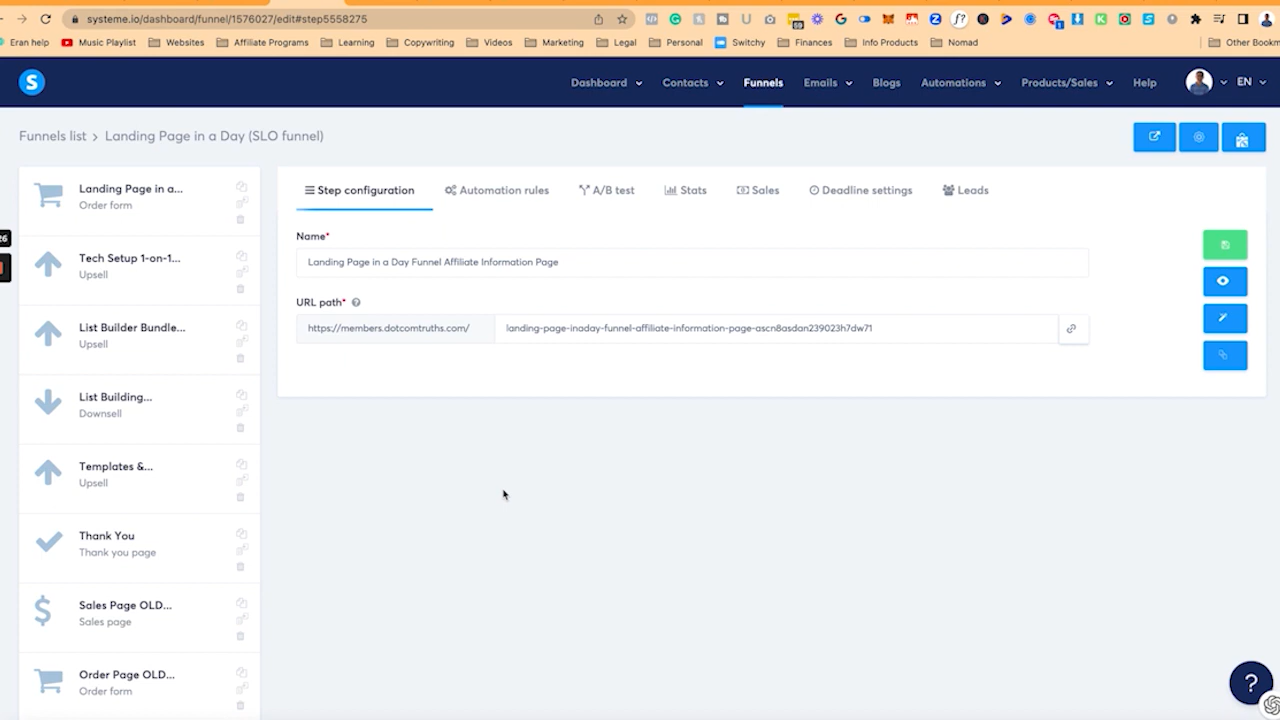 systeme.io/dashboard/funnel/1576027/edit#step5558275
Eran help
Music Playlist
Websites
Affiliate Programs
Learning
Copywriting
Videos
Marketing
Legal
Personal
Switchy
Finances
Info Products
Nomad
Other Bookm
S
Dashboard
Contacts
Funnels
Emails
Blogs
Automations
Products/Sales
Help
EN
Funnels list > Landing Page in a Day (SLO funnel)
Landing Page in a...
Order form
Tech Setup 1-on-1...
Upsell
List Builder Bundle...
Upsell
List Building...
Downsell
Templates &...
Upsell
Thank You
Thank you page
Sales Page OLD...
Sales page
Order Page OLD...
Order form
Step configuration
Automation rules
A/B test
Stats
Sales
Deadline settings
Leads
Name*
Landing Page in a Day Funnel Affiliate Information Page
URL path* ?
https://members.dotcomtruths.com/
landing-page-inaday-funnel-affiliate-information-page-ascn8asdan239023h7dw71
26
?